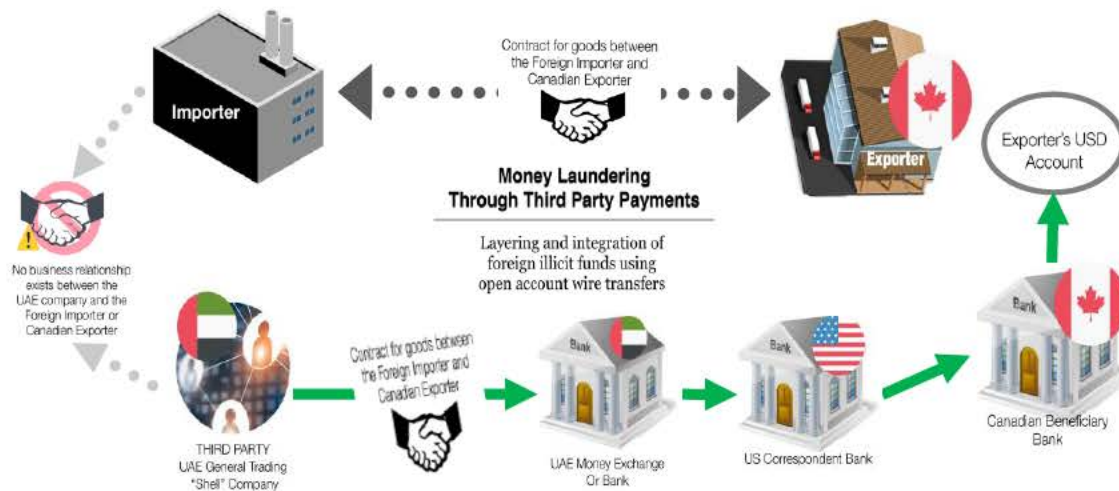 Contract for goods between
the Foreign Importer and
Canadian Exporter
Importer
Exporter
Exporter's USD
Account
Money Laundering
Through Third Party Payments
Layering and integration of
foreign illicit funds using
open account wire transfers
No business relationship
exists between the
UAE company and the
Foreign Importer or
Canadian Exporter
Contract for goods between
the Foreign Importer and
Canadian Exporter
Bank
Bank
Bank
THIRD PARTY
UAE General Trading
"Shell" Company
UAE Money Exchange
Or Bank
US Correspondent Bank
Canadian Beneficiary
Bank